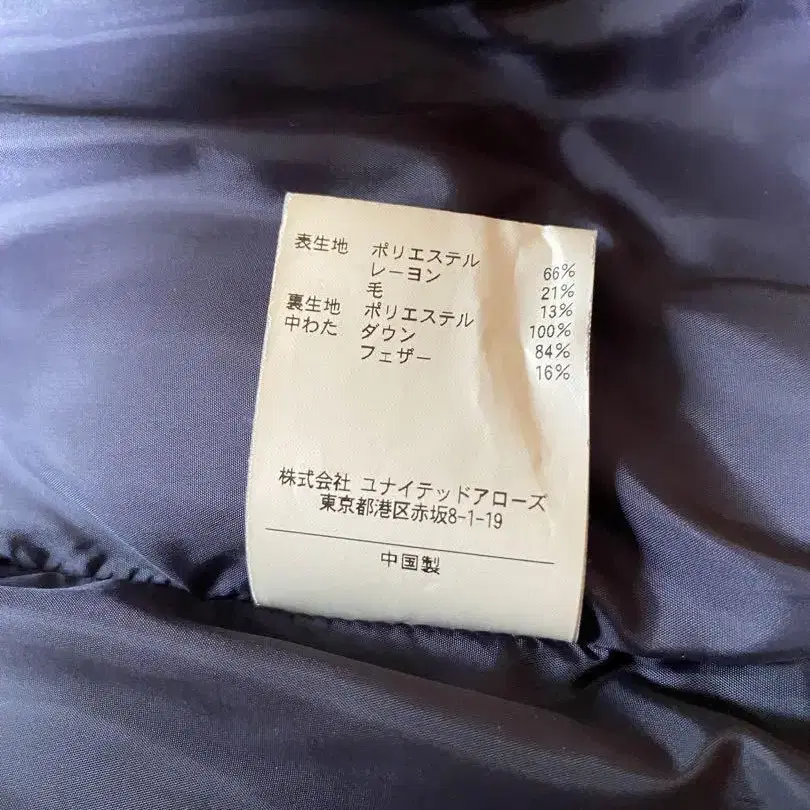 表生地 ポリエステル 66%
レーヨン 21%
毛 13%
裏生地 ポリエステル 100%
中わた ダウン 84%
フェザー 16%
株式会社 ユナイテッドアローズ
東京都港区赤坂8-1-19
中国製